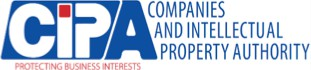 CIPA
PROTECTING BUSINESS INTERESTS
COMPANIES
AND INTELLECTUAL
PROPERTY AUTHORITY